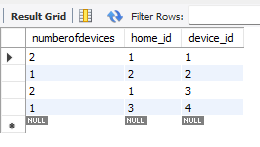 Result Grid Filter Rows:
numberofdevices home_id device_id
2 1 1
1 2 2
2 1 3
1 3 4
NULL NULL NULL